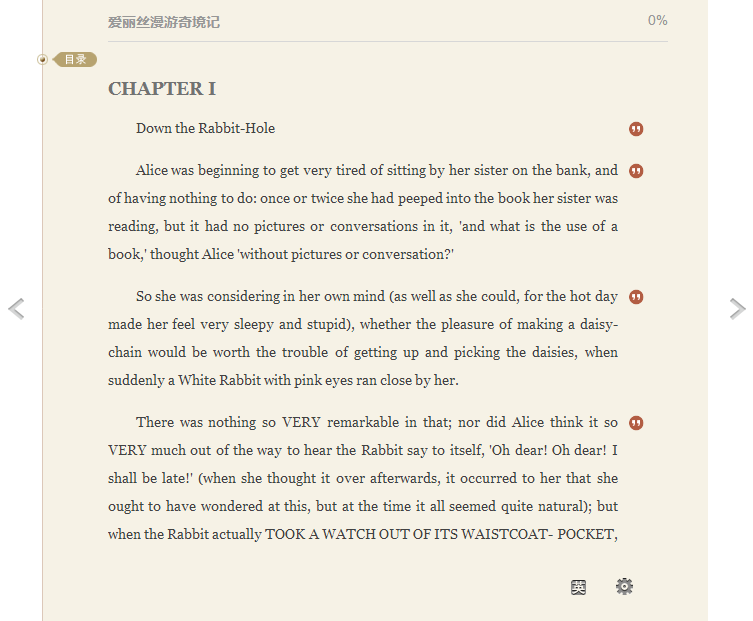 爱丽丝漫游奇境记
0%
目录
CHAPTER I
Down the Rabbit-Hole
Alice was beginning to get very tired of sitting by her sister on the bank, and
of having nothing to do: once or twice she had peeped into the book her sister was
reading, but it had no pictures or conversations in it, 'and what is the use of a
book,' thought Alice 'without pictures or conversation?'
So she was considering in her own mind (as well as she could, for the hot day
made her feel very sleepy and stupid), whether the pleasure of making a daisy-
chain would be worth the trouble of getting up and picking the daisies, when
suddenly a White Rabbit with pink eyes ran close by her.
There was nothing so VERY remarkable in that; nor did Alice think it so
VERY much out of the way to hear the Rabbit say to itself, 'Oh dear! Oh dear! I
shall be late!' (when she thought it over afterwards, it occurred to her that she
ought to have wondered at this, but at the time it all seemed quite natural); but
when the Rabbit actually TOOK A WATCH OUT OF ITS WAISTCOAT- POCKET,
英